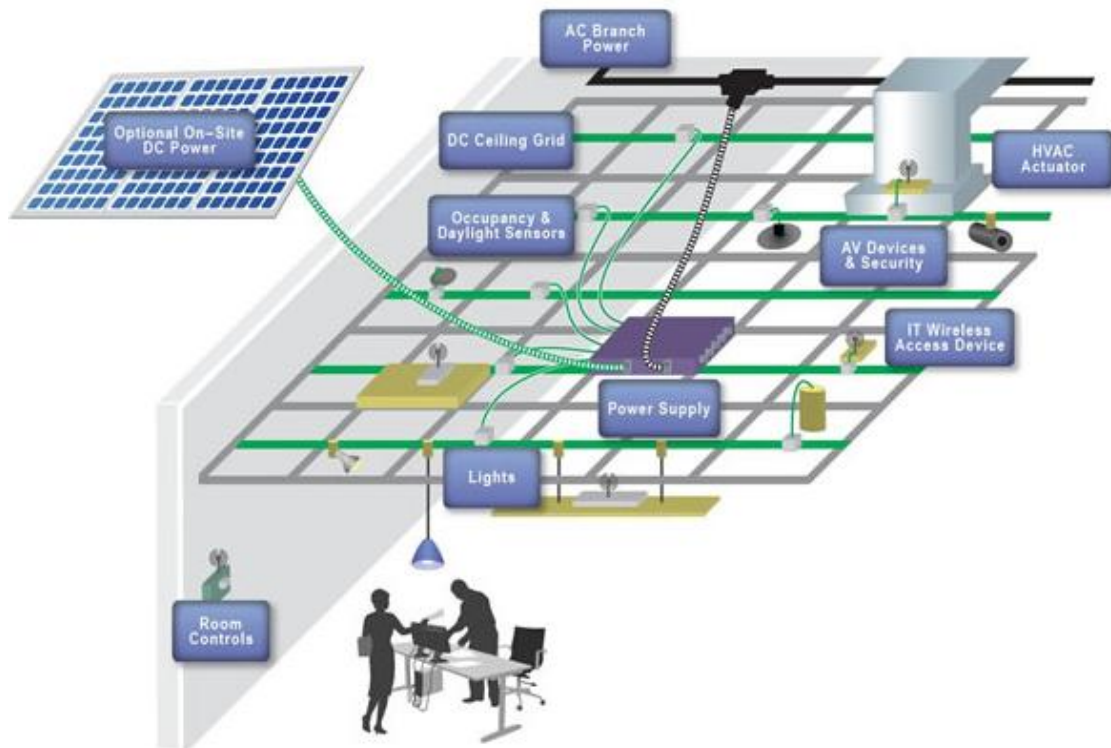 AC Branch
Power
Optional On–Site
DC Power
DC Ceiling Grid
HVAC
Actuator
Occupancy &
Daylight Sensors
AV Devices
& Security
IT Wireless
Access Device
Power Supply
Lights
Room
Controls